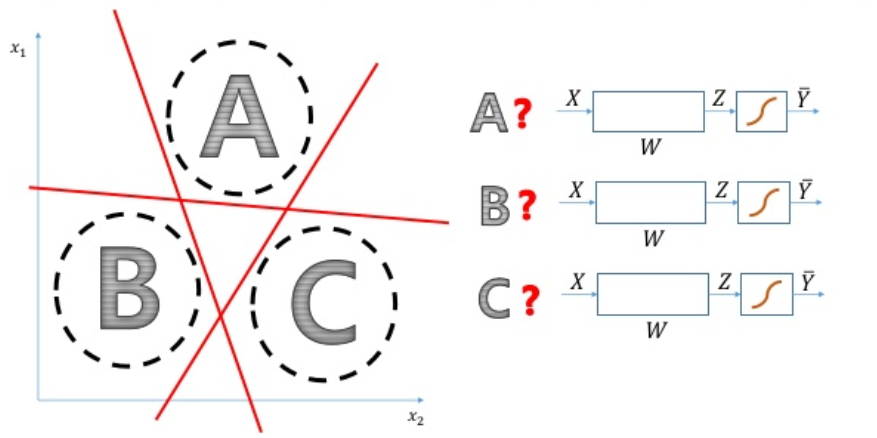 x₁
A
B
C
x₂
A? X Z Ȳ
W
B? X Z Ȳ
W
C? X Z Ȳ
W